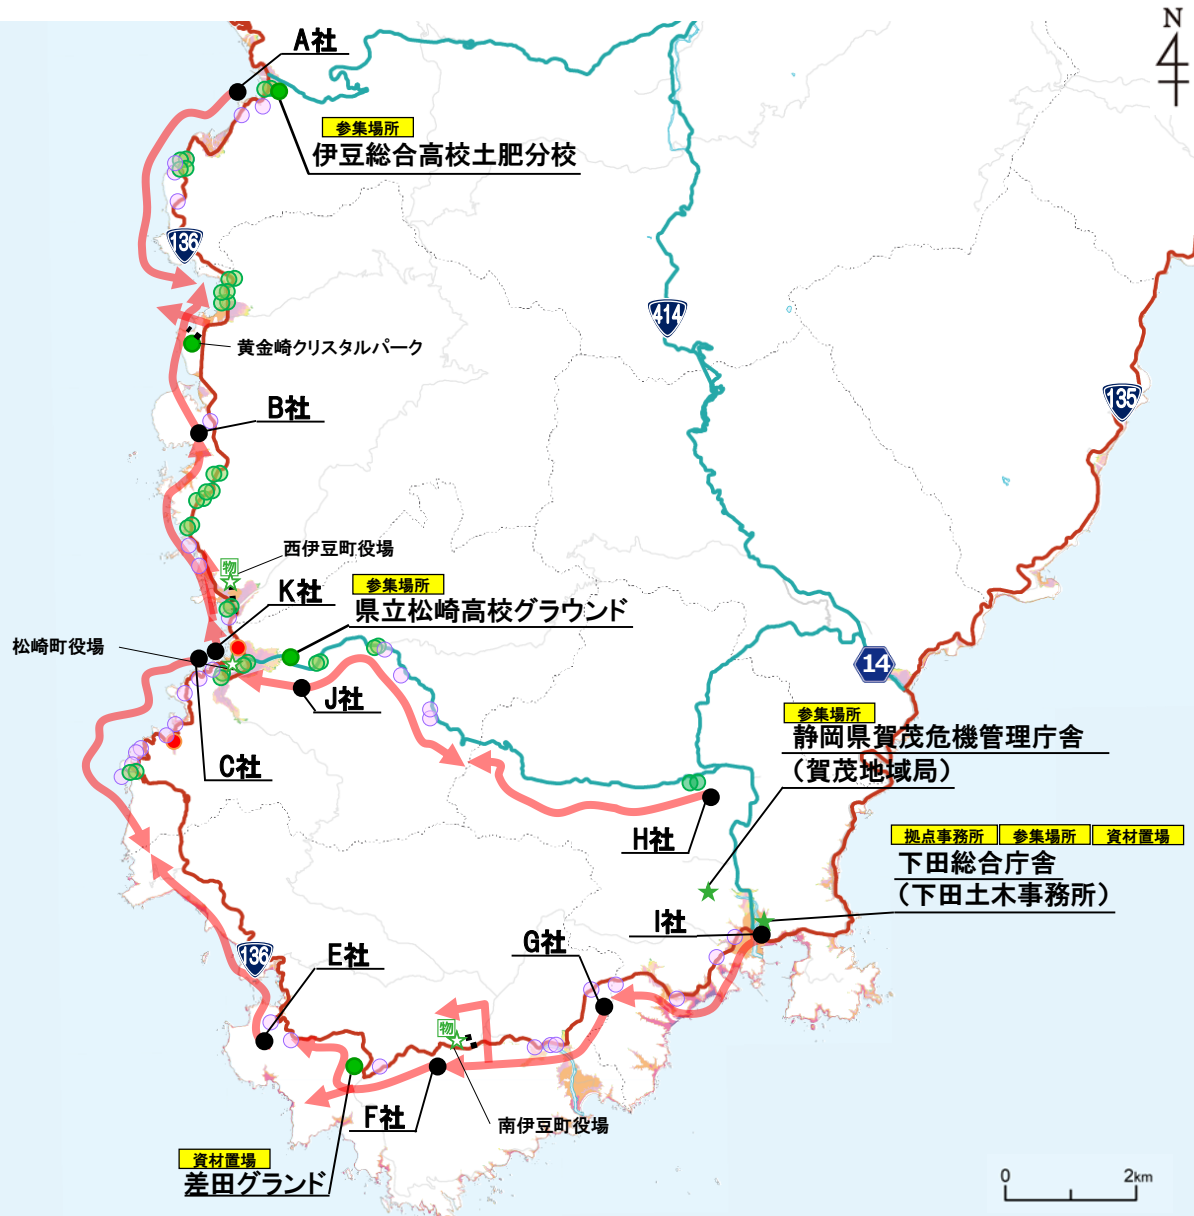 N
A社
参集場所
伊豆総合高校土肥分校
136
414
黄金崎クリスタルパーク
135
B社
西伊豆町役場
物
参集場所
K社
県立松崎高校グラウンド
松崎町役場
14
J社
参集場所
静岡県賀茂危機管理庁舎
（賀茂地域局）
C社
H社
拠点事務所 参集場所 資材置場
下田総合庁舎
（下田土木事務所）
I社
G社
E社
136
物
F社
南伊豆町役場
資材置場
差田グランド
0 2km